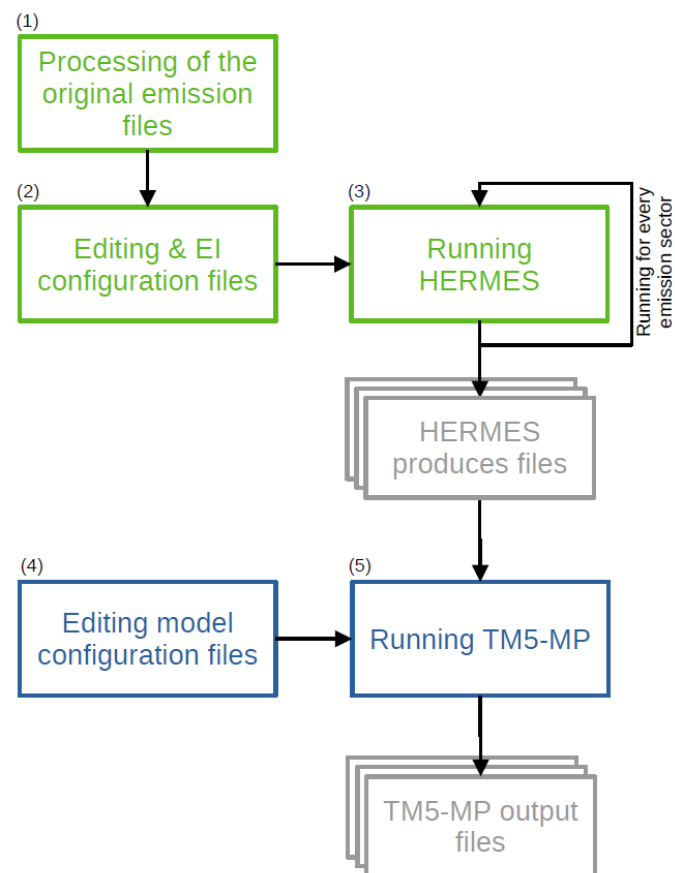 (1)
Processing of the
original emission
files
(2)
Editing & EI
configuration files
(3)
Running
HERMES
Running for every
emission sector
HERMES
produces files
(4)
Editing model
configuration files
(5)
Running TM5-MP
TM5-MP output
files